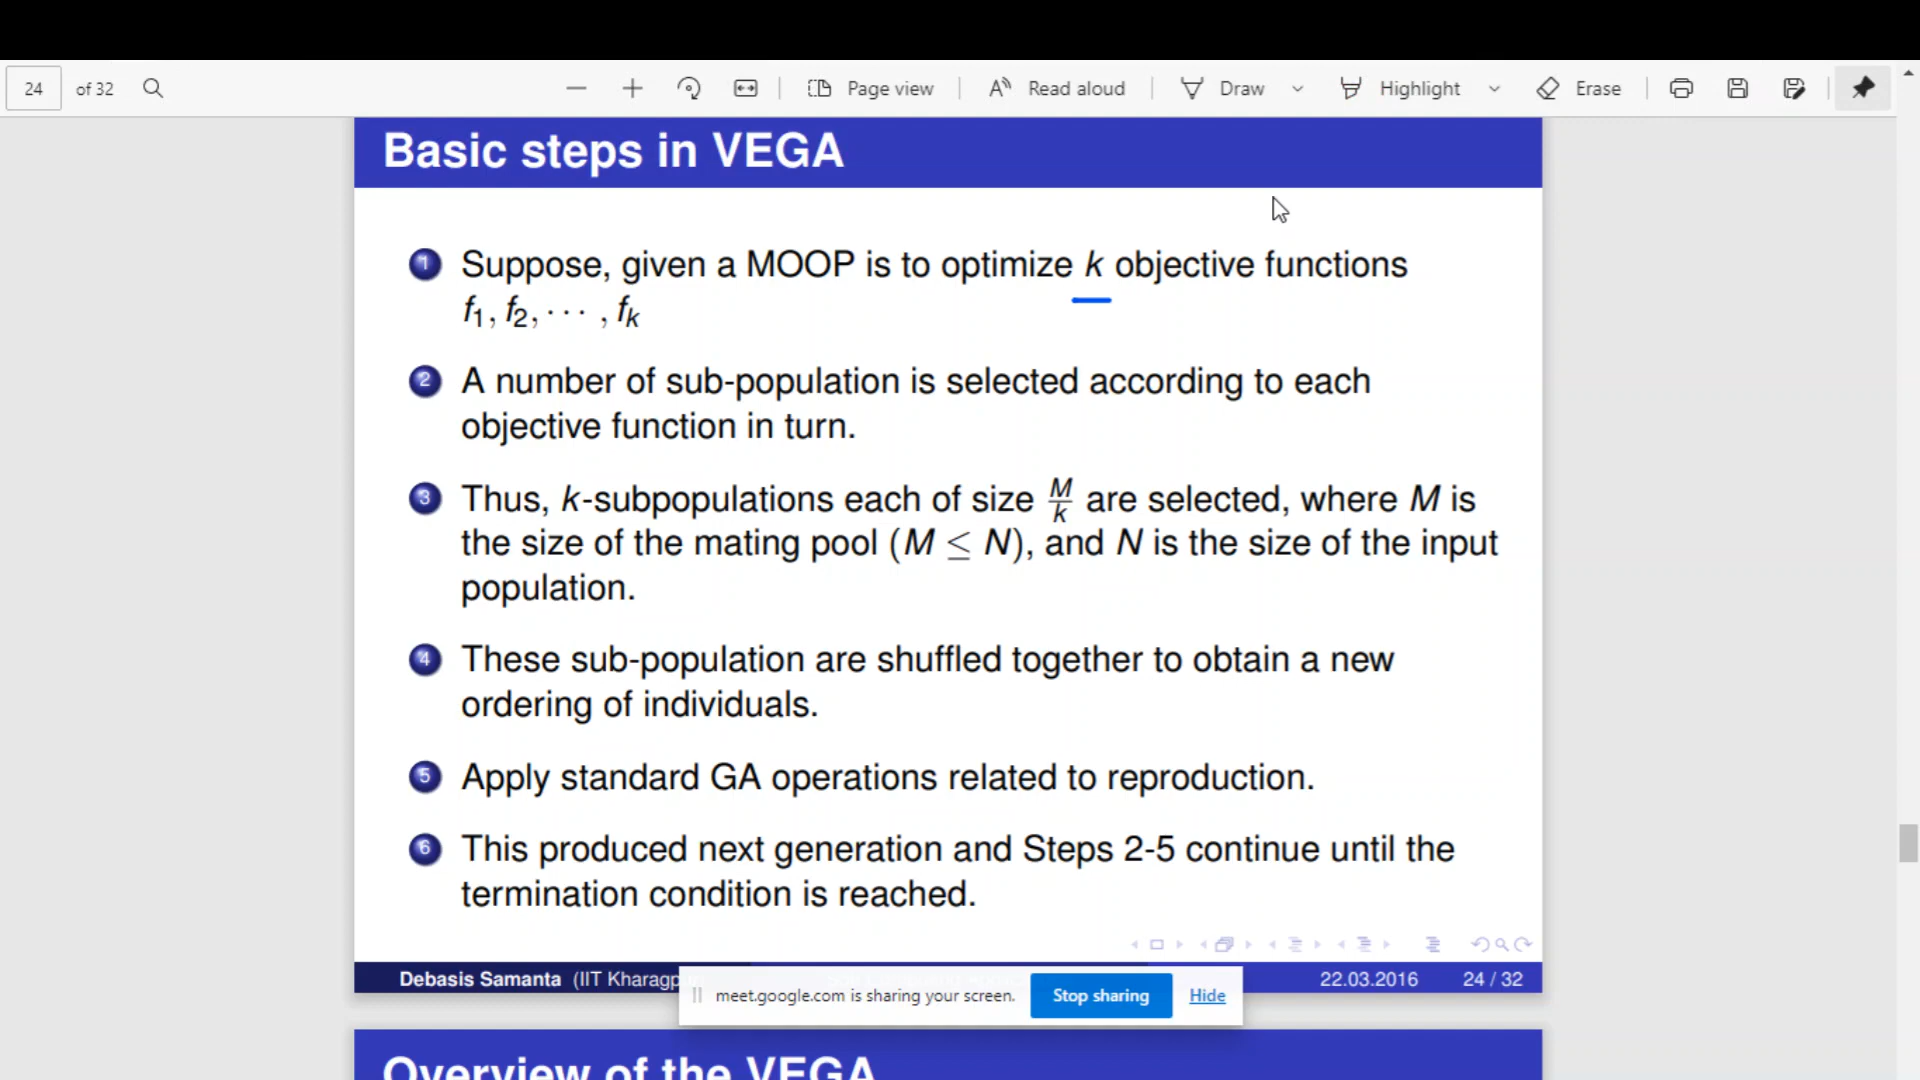 24 of 32 Page view Read aloud Draw Highlight Erase
Basic steps in VEGA
1 Suppose, given a MOOP is to optimize k objective functions
f1, f2, ··· , fk
2 A number of sub-population is selected according to each
objective function in turn.
3 Thus, k-subpopulations each of size M/k are selected, where M is
the size of the mating pool (M ≤ N), and N is the size of the input
population.
4 These sub-population are shuffled together to obtain a new
ordering of individuals.
5 Apply standard GA operations related to reproduction.
6 This produced next generation and Steps 2-5 continue until the
termination condition is reached.
Debasis Samanta (IIT Kharagp 22.03.2016 24 / 32
meet.google.com is sharing your screen. Stop sharing Hide
Overview of the VEGA